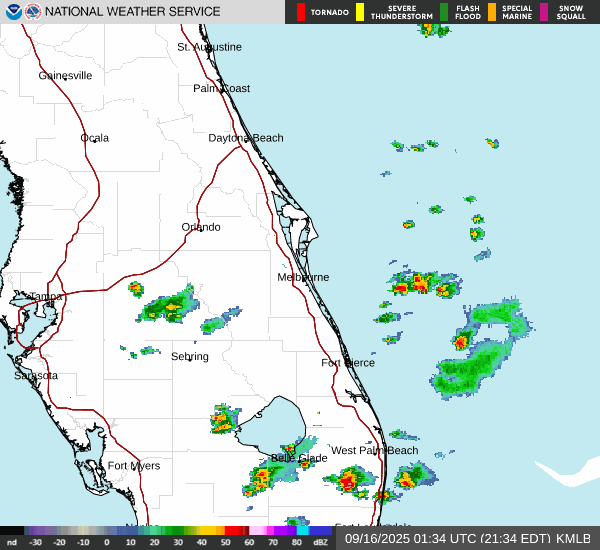 NATIONAL WEATHER SERVICE
TORNADO
SEVERE THUNDERSTORM
FLASH FLOOD
SPECIAL MARINE
SNOW SQUALL
St. Augustine
Gainesville
Palm Coast
Ocala
Daytona Beach
Orlando
Melbourne
Tampa
Sebring
Fort Pierce
Sarasota
West Palm Beach
Belle Glade
Fort Myers
nd -30 -20 -10 0 10 20 30 40 50 60 70 80 dBZ
09/16/2025 01:34 UTC (21:34 EDT) KMLB